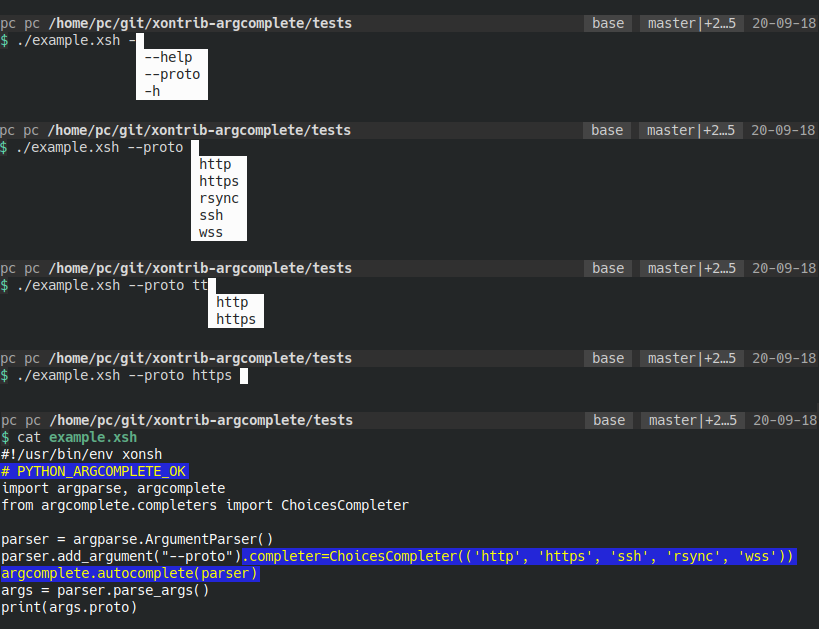 pc pc /home/pc/git/xontrib-argcomplete/tests base master|+2…5 20-09-18
$ ./example.xsh -
--help
--proto
-h
pc pc /home/pc/git/xontrib-argcomplete/tests base master|+2…5 20-09-18
$ ./example.xsh --proto
http
https
rsync
ssh
wss
pc pc /home/pc/git/xontrib-argcomplete/tests base master|+2…5 20-09-18
$ ./example.xsh --proto tt
http
https
pc pc /home/pc/git/xontrib-argcomplete/tests base master|+2…5 20-09-18
$ ./example.xsh --proto https
pc pc /home/pc/git/xontrib-argcomplete/tests base master|+2…5 20-09-18
$ cat example.xsh
#!/usr/bin/env xonsh
# PYTHON_ARGCOMPLETE_OK
import argparse, argcomplete
from argcomplete.completers import ChoicesCompleter
parser = argparse.ArgumentParser()
parser.add_argument("--proto").completer=ChoicesCompleter(('http', 'https', 'ssh', 'rsync', 'wss'))
argcomplete.autocomplete(parser)
args = parser.parse_args()
print(args.proto)